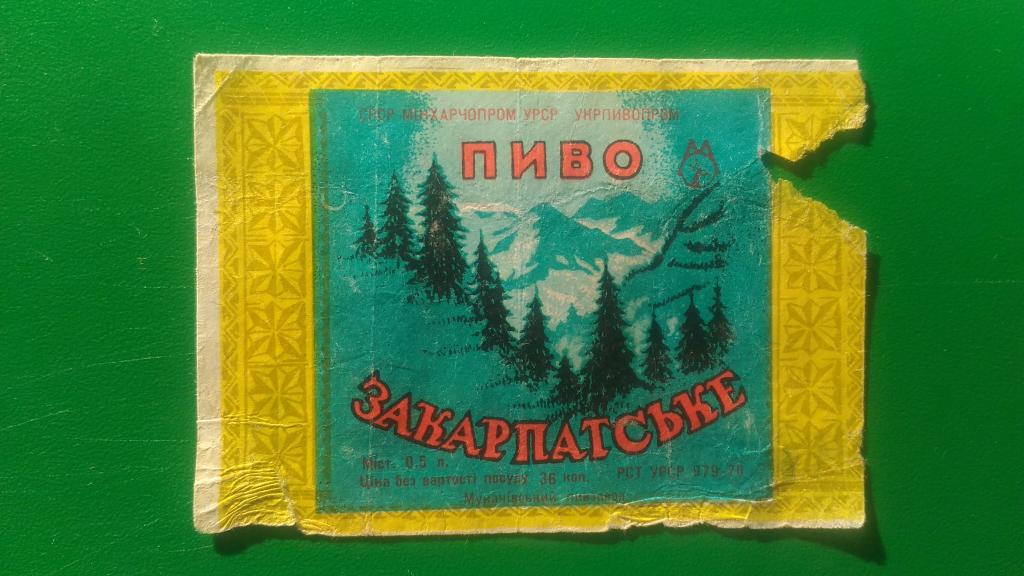 СРСР МІНХАРЧОПРОМ УРСР УКРПИВОПРОМ
ПИВО
ЗАКАРПАТСЬКЕ
Міст. 0,5 л.
Ціна без вартості посуду 36 коп. РСТ УРСР 979-76
Мукачівський пивзавод